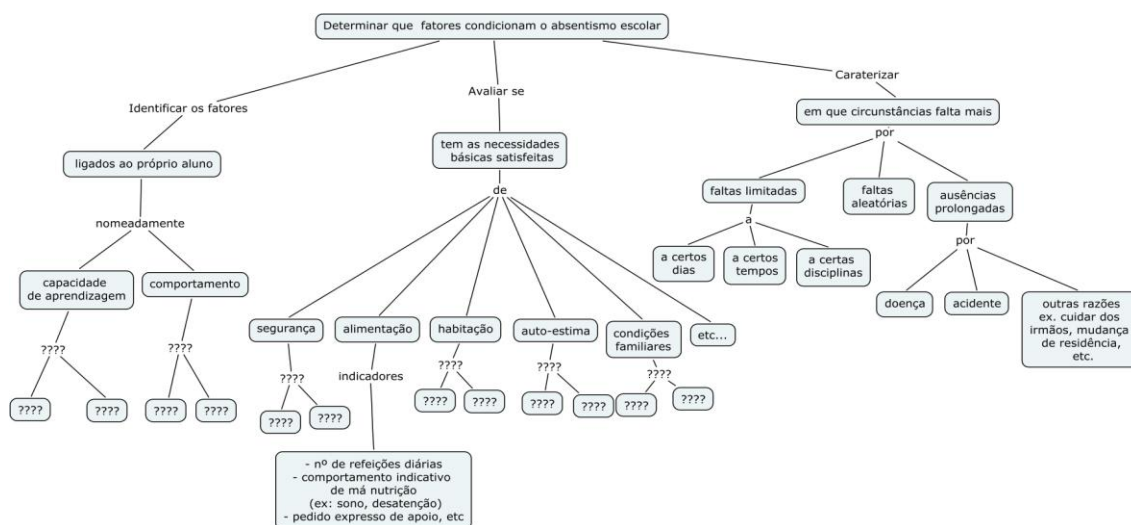 Determinar que fatores condicionam o absentismo escolar
Identificar os fatores
ligados ao próprio aluno
nomeadamente
capacidade
de aprendizagem
????
????
????
comportamento
????
????
????
Avaliar se
tem as necessidades
básicas satisfeitas
de
segurança
????
????
????
alimentação
indicadores
- nº de refeições diárias
- comportamento indicativo
de má nutrição
(ex: sono, desatenção)
- pedido expresso de apoio, etc
habitação
????
????
????
auto-estima
????
????
????
condições
familiares
????
????
????
etc...
Caraterizar
em que circunstâncias falta mais
por
faltas limitadas
a
a certos
dias
a certos
tempos
a certas
disciplinas
faltas
aleatórias
ausências
prolongadas
por
doença
acidente
outras razões
ex. cuidar dos
irmãos, mudança
de residência,
etc.